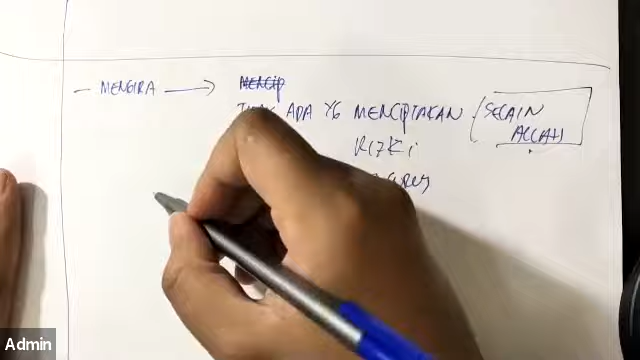 — MENGIRA → MENCIP
ADA YG MENCIPTAKAN SELAIN
ALLAH
RIZKI
Admin